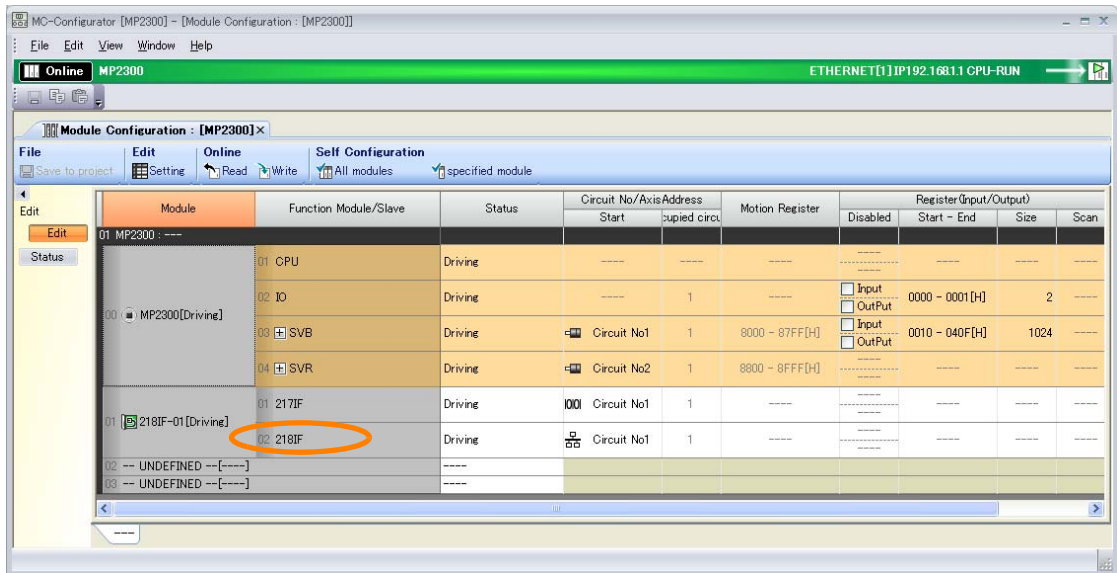 MC-Configurator [MP2300] - [Module Configuration : [MP2300]]
File Edit View Window Help
Online MP2300 ETHERNET[1] IP192.168.1.1 CPU-RUN
Module Configuration : [MP2300] ×
File Edit Online Self Configuration
Save to project Setting Read Write All modules specified module
Edit
Edit
Status
Module Function Module/Slave Status Circuit No/AxisAddress Motion Register Register(Input/Output)
Start cupied circu Disabled Start - End Size Scan
01 MP2300 : ---
00 MP2300[Driving]
01 CPU Driving ---- ---- ---- ---- ---- ---- ---- ----
02 IO Driving ---- 1 ---- Input OutPut 0000 - 0001[H] 2 ----
03 + SVB Driving Circuit No1 1 8000 - 87FF[H] Input OutPut 0010 - 040F[H] 1024 ----
04 + SVR Driving Circuit No2 1 8800 - 8FFF[H] ---- ---- ---- ---- ----
01 218IF-01[Driving]
01 217IF Driving Circuit No1 1 ---- ---- ---- ---- ---- ----
02 218IF Driving Circuit No1 1 ---- ---- ---- ---- ---- ----
02 -- UNDEFINED --[----] ----
03 -- UNDEFINED --[----] ----
---